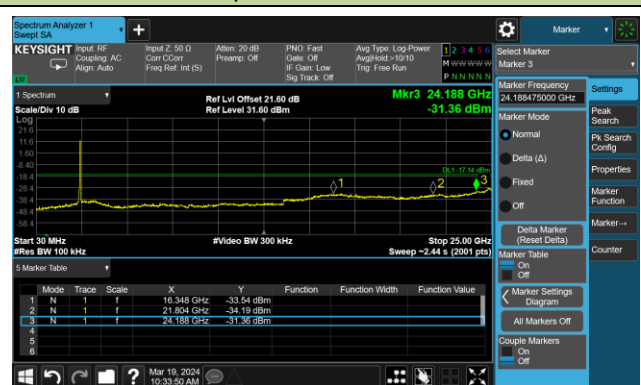 Spectrum Analyzer 1
Swept SA
+
Marker
KEYSIGHT Input: RF
Coupling: AC
Align: Auto
Input Z: 50 Ω
Corr CCorr
Freq Ref: Int (S)
Atten: 20 dB
Preamp: Off
PNO: Fast
Gate: Off
IF Gain: Low
Sig Track: Off
Avg Type: Log-Power
Avg|Hold:>10/10
Trig: Free Run
1 2 3 4 5 6
M W W W W W
P N N N N N
LXI
Select Marker
Marker 3
1 Spectrum
Scale/Div 10 dB
Log
Ref Lvl Offset 21.60 dB
Ref Level 31.60 dBm
Mkr3 24.188 GHz
-31.36 dBm
21.6
11.6
1.60
-8.40
-18.4
-28.4
-38.4
-48.4
-58.4
DL1 -17.14 dBm
1
2
3
Start 30 MHz
#Res BW 100 kHz
#Video BW 300 kHz
Stop 25.00 GHz
Sweep ~2.44 s (2001 pts)
5 Marker Table
Mode Trace Scale X Y Function Function Width Function Value
1 N 1 f 16.348 GHz -33.54 dBm
2 N 1 f 21.804 GHz -34.19 dBm
3 N 1 f 24.188 GHz -31.36 dBm
4
5
6
Marker Frequency
24.188475000 GHz
Marker Mode
Normal
Delta (Δ)
Fixed
Off
Delta Marker
(Reset Delta)
Marker Table
On
Off
Marker Settings
Diagram
All Markers Off
Couple Markers
On
Off
Settings
Peak
Search
Pk Search
Config
Properties
Marker
Function
Marker→
Counter
?
Mar 19, 2024
10:33:50 AM